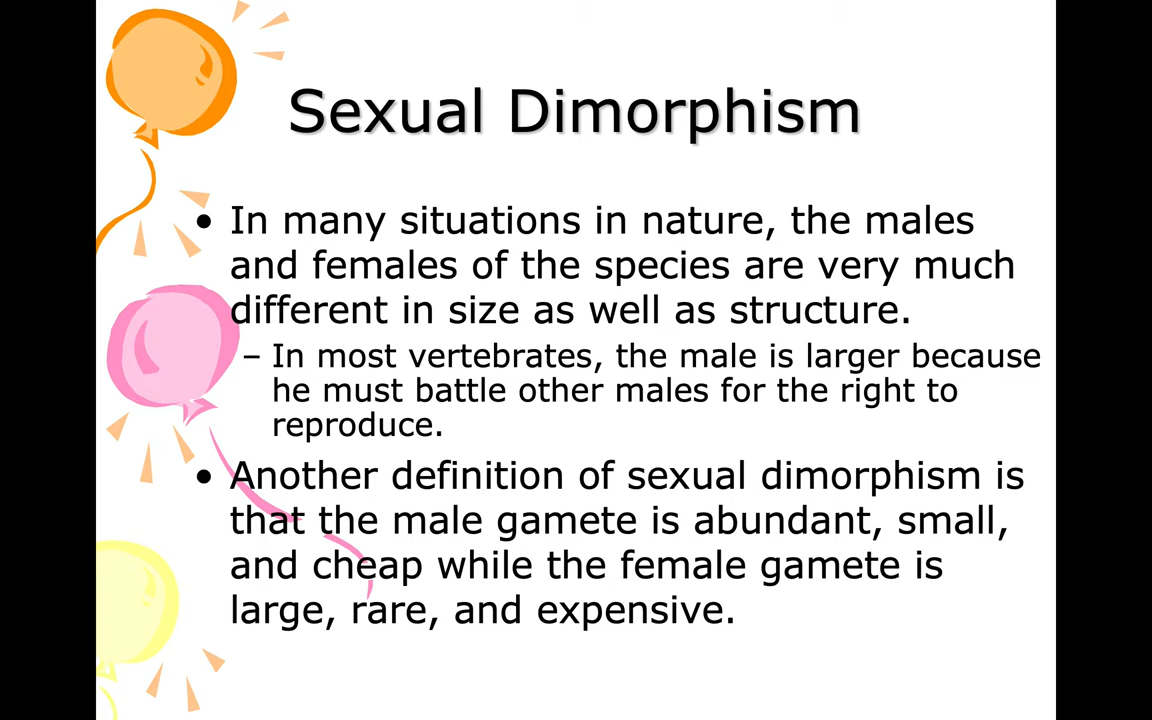 Sexual Dimorphism
• In many situations in nature, the males
and females of the species are very much
different in size as well as structure.
– In most vertebrates, the male is larger because
he must battle other males for the right to
reproduce.
• Another definition of sexual dimorphism is
that the male gamete is abundant, small,
and cheap while the female gamete is
large, rare, and expensive.